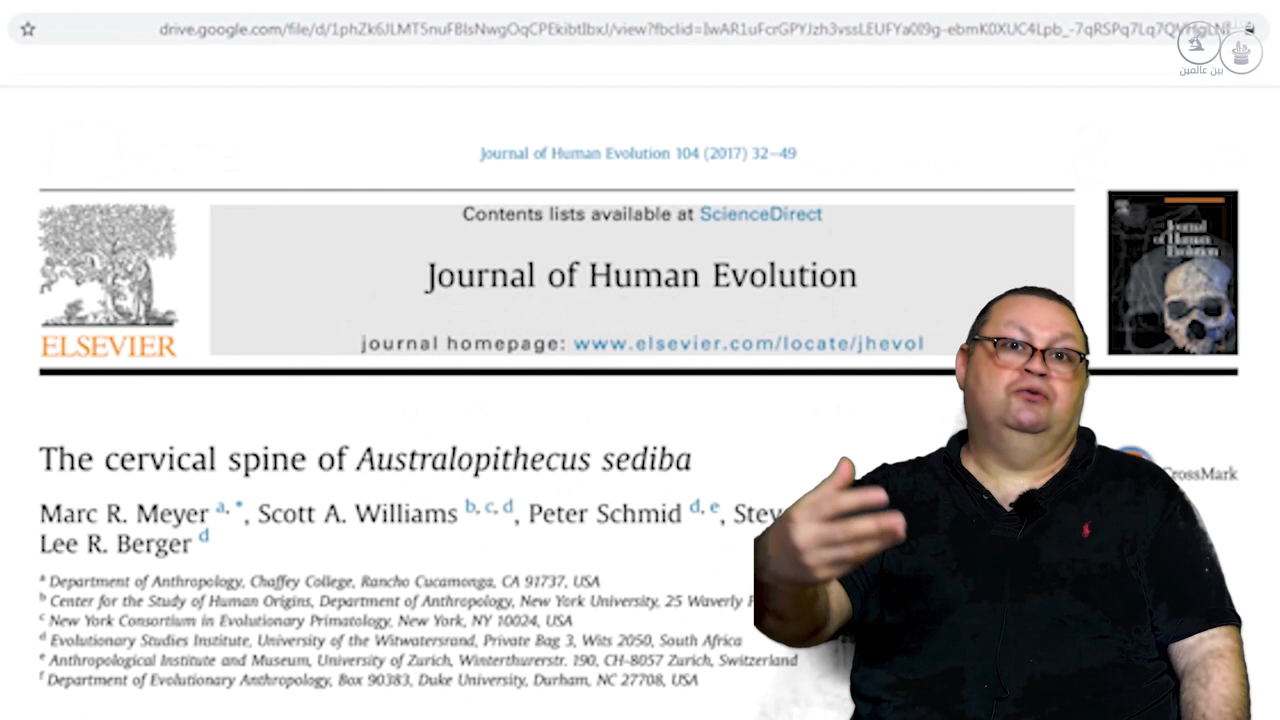 بين عالمين
Journal of Human Evolution 104 (2017) 32–49
Contents lists available at ScienceDirect
Journal of Human Evolution
journal homepage: www.elsevier.com/locate/jhevol
ELSEVIER
Journal
of Human
Evolution
The cervical spine of Australopithecus sediba
CrossMark
Marc R. Meyer a, *, Scott A. Williams b, c, d, Peter Schmid d, e,
Lee R. Berger d
a Department of Anthropology, Chaffey College, Rancho Cucamonga, CA 91737, USA
b Center for the Study of Human Origins, Department of Anthropology, New York University, 25 Waverly
c New York Consortium in Evolutionary Primatology, New York, NY 10024, USA
d Evolutionary Studies Institute, University of the Witwatersrand, Private Bag 3, Wits 2050, South Africa
e Anthropological Institute and Museum, University of Zurich, Winterthurerstr. 190, CH-8057 Zurich, Switzerland
f Department of Evolutionary Anthropology, Box 90383, Duke University, Durham, NC 27708, USA